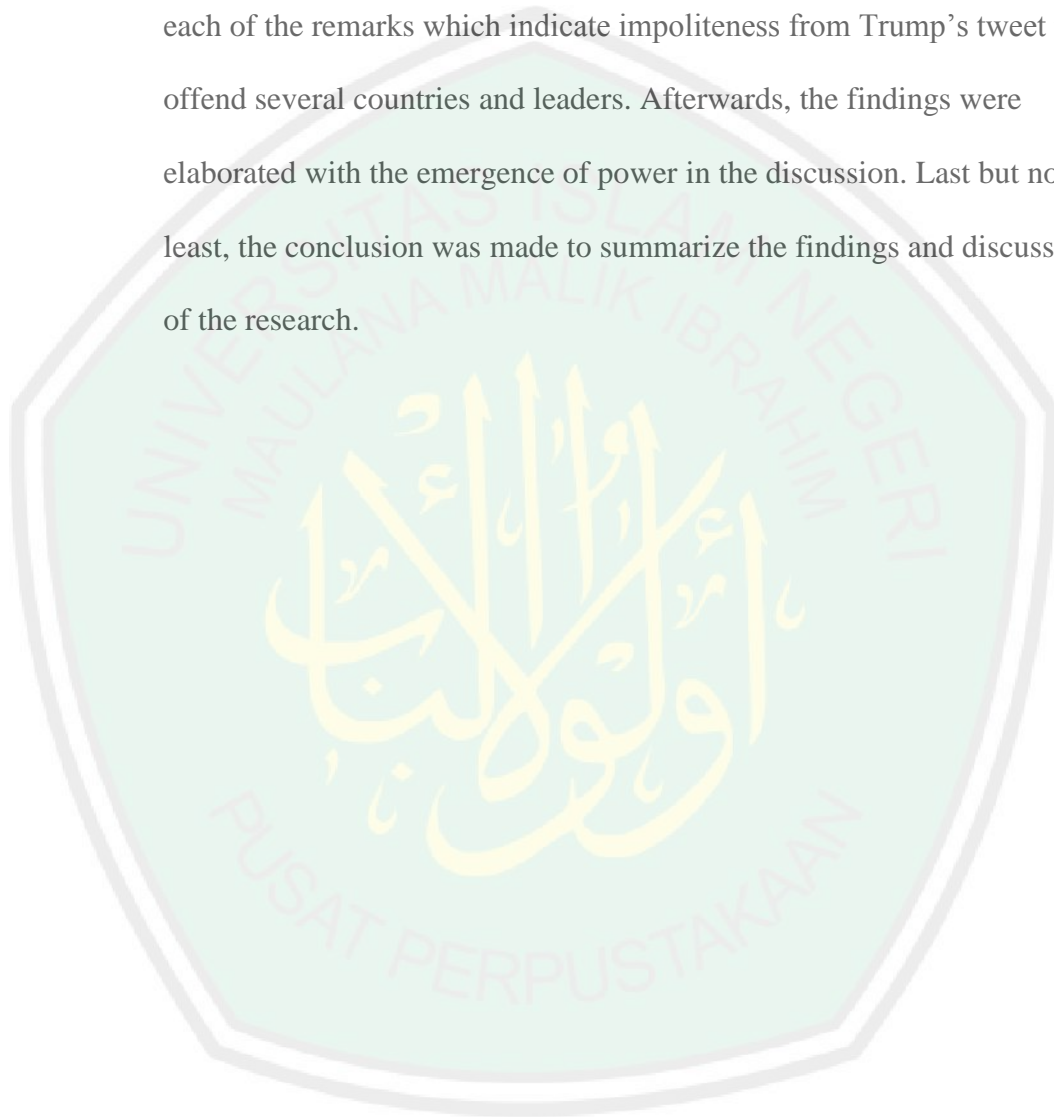 each of the remarks which indicate impoliteness from Trump’s tweet
offend several countries and leaders. Afterwards, the findings were
elaborated with the emergence of power in the discussion. Last but no
least, the conclusion was made to summarize the findings and discuss
of the research.
UNIVERSITAS ISLAM NEGERI
MAULANA MALIK IBRAHIM
أولوا الألباب
PUSAT PERPUSTAKAAN